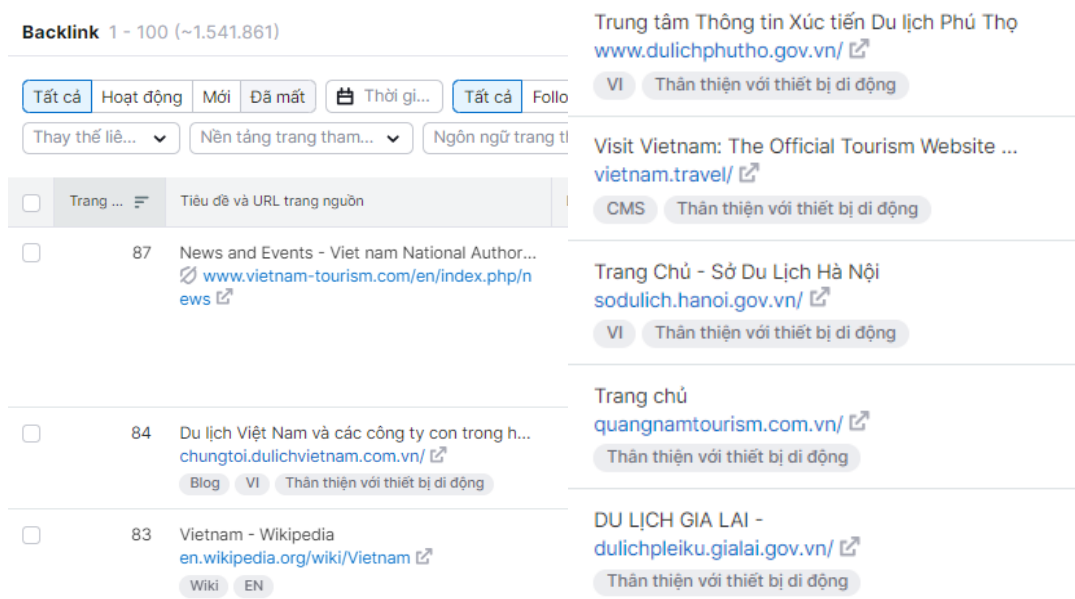 Backlink 1 - 100 (~1.541.861)
Tất cả Hoạt động Mới Đã mất Thời gi... Tất cả Follo
Thay thế liê... Nền tảng trang tham... Ngôn ngữ trang
Trang ... Tiêu đề và URL trang nguồn
87 News and Events - Viet nam National Author...
www.vietnam-tourism.com/en/index.php/n
ews
84 Du lịch Việt Nam và các công ty con trong h...
chungtoi.dulichvietnam.com.vn/
Blog VI Thân thiện với thiết bị di động
83 Vietnam - Wikipedia
en.wikipedia.org/wiki/Vietnam
Wiki EN
Trung tâm Thông tin Xúc tiến Du lịch Phú Thọ
www.dulichphutho.gov.vn/
VI Thân thiện với thiết bị di động
Visit Vietnam: The Official Tourism Website ...
vietnam.travel/
CMS Thân thiện với thiết bị di động
Trang Chủ - Sở Du Lịch Hà Nội
sodulich.hanoi.gov.vn/
VI Thân thiện với thiết bị di động
Trang chủ
quangnamtourism.com.vn/
Thân thiện với thiết bị di động
DU LỊCH GIA LAI -
dulichpleiku.gialai.gov.vn/
Thân thiện với thiết bị di động